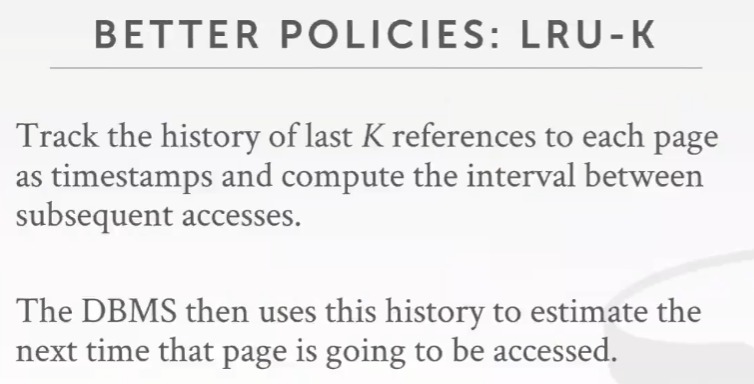 BETTER POLICIES: LRU-K
Track the history of last K references to each page
as timestamps and compute the interval between
subsequent accesses.
The DBMS then uses this history to estimate the
next time that page is going to be accessed.